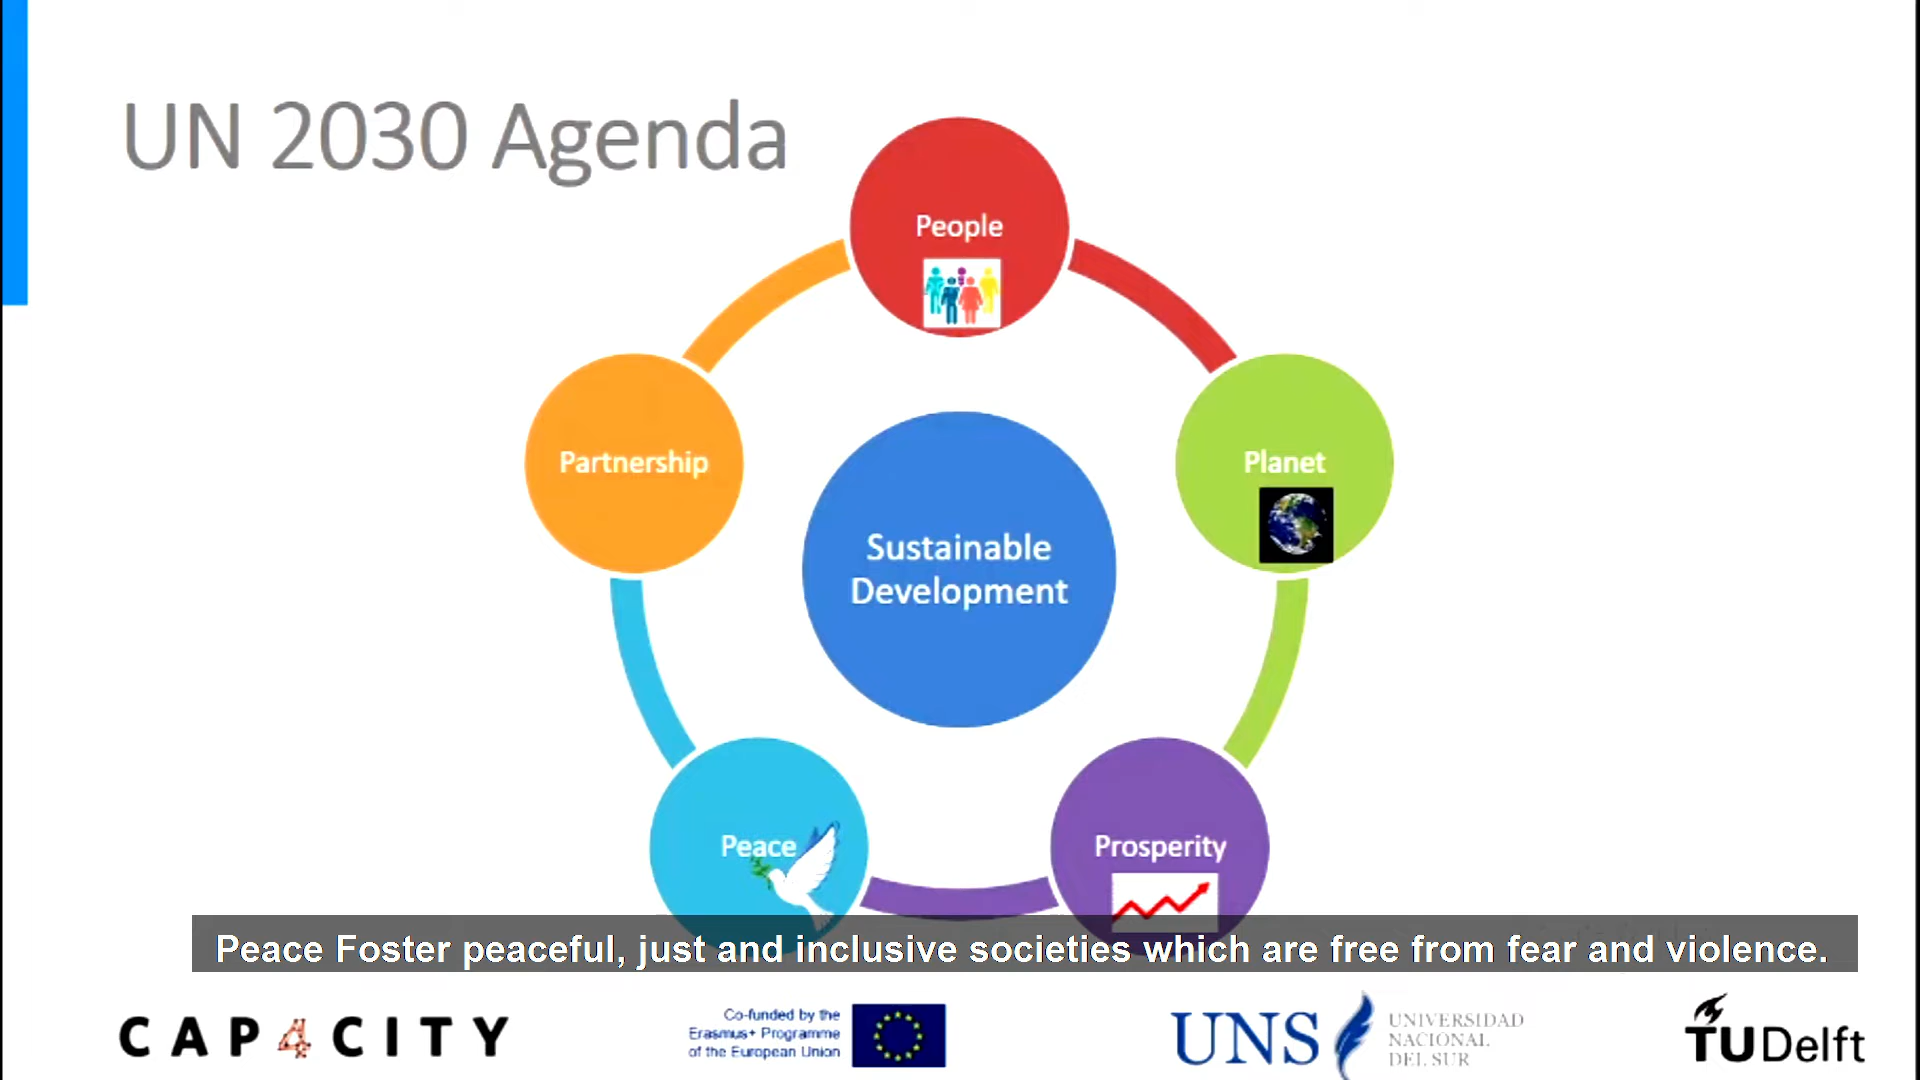 UN 2030 Agenda
People
Partnership
Planet
Sustainable
Development
Peace
Prosperity
Peace Foster peaceful, just and inclusive societies which are free from fear and violence.
CAP4CITY
Co-funded by the
Erasmus+ Programme
of the European Union
UNS
UNIVERSIDAD
NACIONAL
DEL SUR
TUDelft